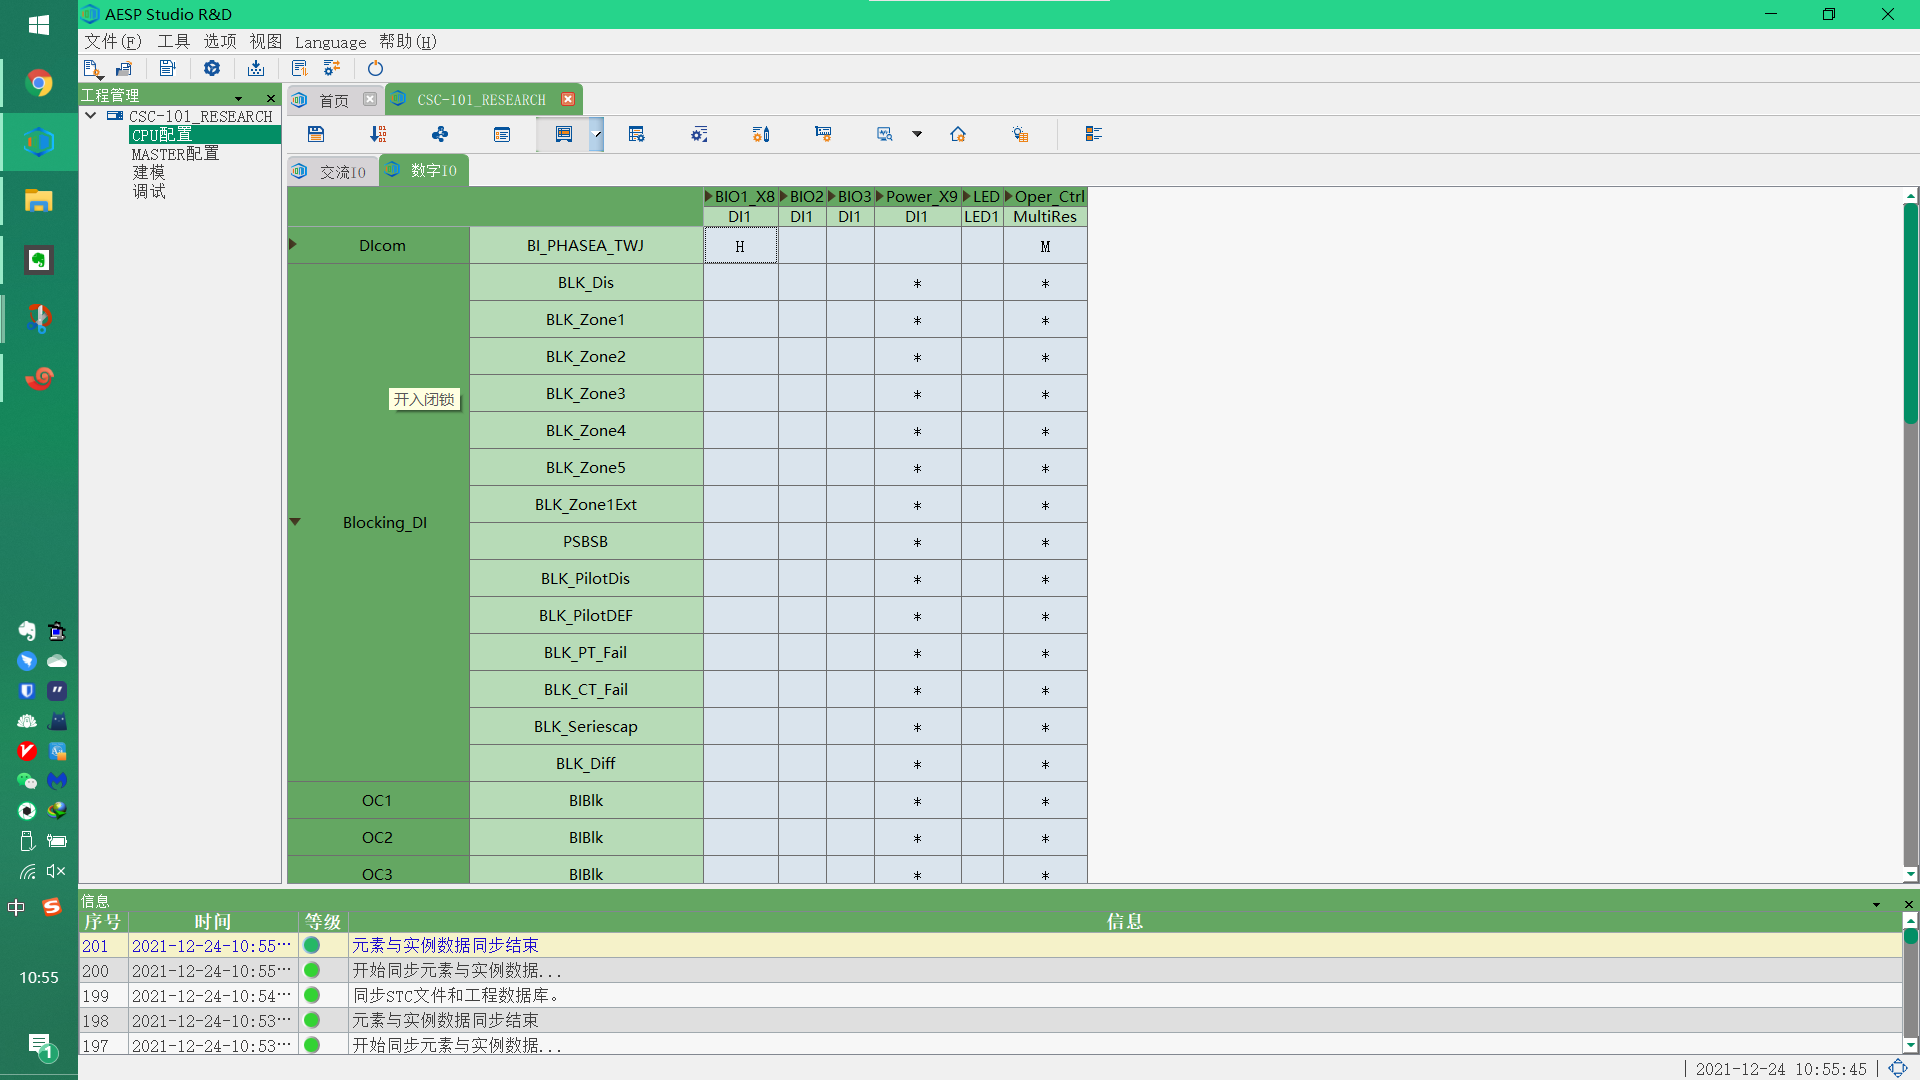 AESP Studio R&D
文件(F) 工具 选项 视图 Language 帮助(H)
工程管理
CSC-101_RESEARCH
CPU配置
MASTER配置
建模
调试
首页 CSC-101_RESEARCH
交流IO 数字IO
BIO1_X8 BIO2 BIO3 Power_X9 LED Oper_Ctrl
DI1 DI1 DI1 DI1 LED1 MultiRes
DIcom BI_PHASEA_TWJ H M
BLK_Dis * *
BLK_Zone1 * *
BLK_Zone2 * *
BLK_Zone3 * *
开入闭锁
BLK_Zone4 * *
BLK_Zone5 * *
BLK_Zone1Ext * *
Blocking_DI
PSBSB * *
BLK_PilotDis * *
BLK_PilotDEF * *
BLK_PT_Fail * *
BLK_CT_Fail * *
BLK_Seriescap * *
BLK_Diff * *
OC1 BIBlk * *
OC2 BIBlk * *
OC3 BIBlk * *
信息
序号 时间 等级 信息
201 2021-12-24-10:55··· 元素与实例数据同步结束
200 2021-12-24-10:55··· 开始同步元素与实例数据...
199 2021-12-24-10:54··· 同步STC文件和工程数据库。
198 2021-12-24-10:53··· 元素与实例数据同步结束
197 2021-12-24-10:53··· 开始同步元素与实例数据...
2021-12-24 10:55:45
中
10:55
1